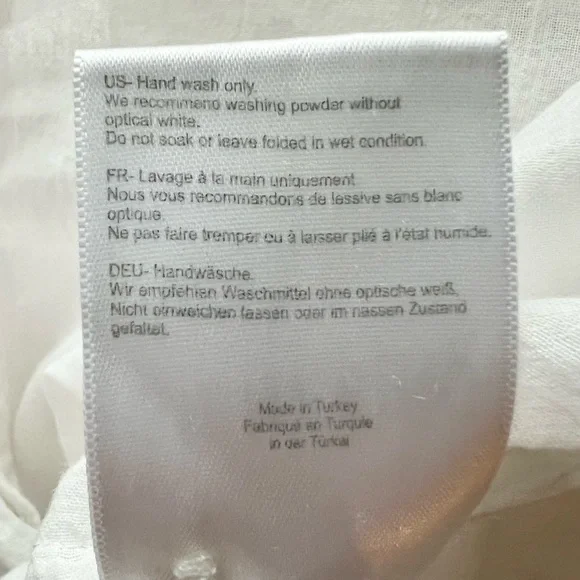 US- Hand wash only.
We recommend washing powder without
optical white.
Do not soak or leave folded in wet condition.
FR- Lavage à la main uniquement
Nous vous recommandons de lessive sans blanc
optique.
Ne pas faire tremper ou à laisser plié à l'état humide.
DEU- Handwäsche.
Wir empfehlen Waschmittel ohne optische weiß.
Nicht einweichen lassen oder im nassen Zustand
gefaltet.
Made in Turkey
Fabriqué en Turquie
in der Türkei